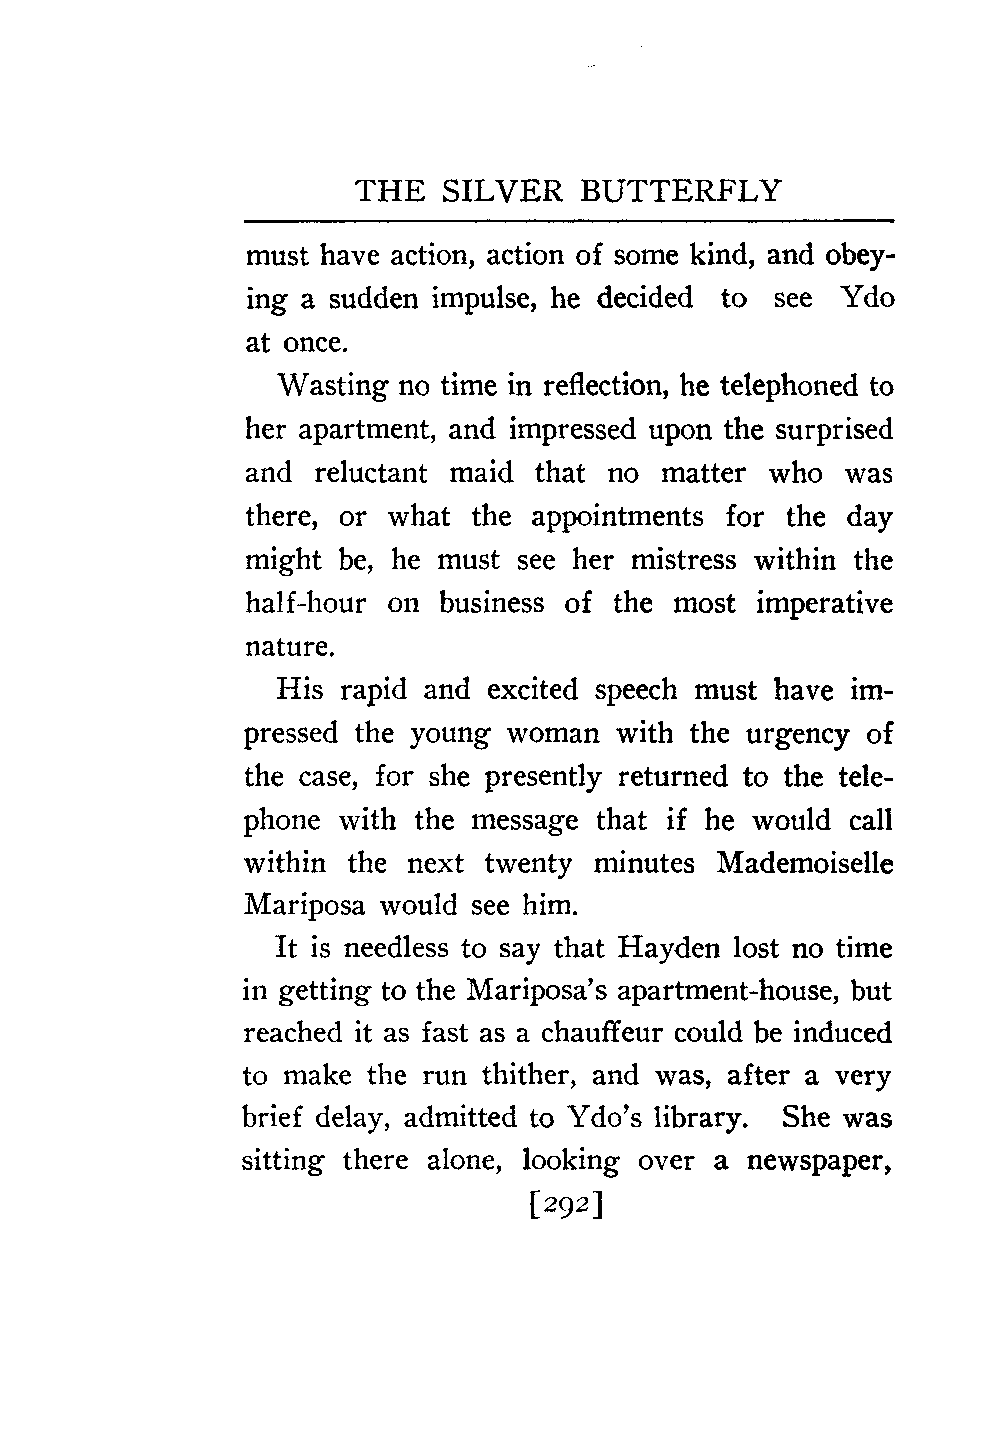 THE SILVER BUTTERFLY
must have action, action of some kind, and obey-
ing a sudden impulse, he decided to see Ydo
at once.
Wasting no time in reflection, he telephoned to
her apartment, and impressed upon the surprised
and reluctant maid that no matter who was
there, or what the appointments for the day
might be, he must see her mistress within the
half-hour on business of the most imperative
nature.
His rapid and excited speech must have im-
pressed the young woman with the urgency of
the case, for she presently returned to the tele-
phone with the message that if he would call
within the next twenty minutes Mademoiselle
Mariposa would see him.
It is needless to say that Hayden lost no time
in getting to the Mariposa's apartment-house, but
reached it as fast as a chauffeur could be induced
to make the run thither, and was, after a very
brief delay, admitted to Ydo's library. She was
sitting there alone, looking over a newspaper,
[292]